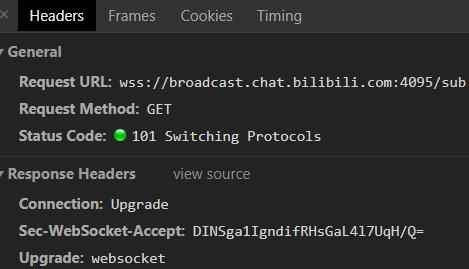 Headers Frames Cookies Timing
General
Request URL: wss://broadcast.chat.bilibili.com:4095/sub
Request Method: GET
Status Code: 101 Switching Protocols
Response Headers view source
Connection: Upgrade
Sec-WebSocket-Accept: DINSga1IgndifRHsGaL4l7UqH/Q=
Upgrade: websocket